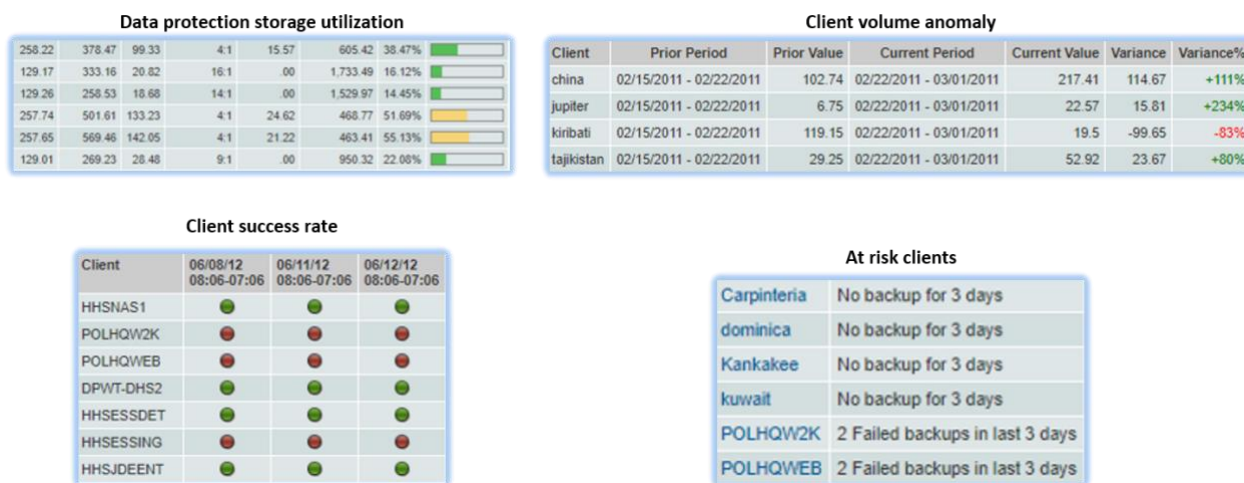 Data protection storage utilization
258.22 378.47 99.33 4:1 15.57 605.42 38.47%
129.17 333.16 20.82 16:1 .00 1,733.49 16.12%
129.26 258.53 18.68 14:1 .00 1,529.97 14.45%
257.74 501.61 133.23 4:1 24.62 468.77 51.69%
257.65 569.46 142.05 4:1 21.22 463.41 55.13%
129.01 269.23 28.48 9:1 .00 950.32 22.08%
Client volume anomaly
Client Prior Period Prior Value Current Period Current Value Variance Variance%
china 02/15/2011 - 02/22/2011 102.74 02/22/2011 - 03/01/2011 217.41 114.67 +111%
jupiter 02/15/2011 - 02/22/2011 6.75 02/22/2011 - 03/01/2011 22.57 15.81 +234%
kiribati 02/15/2011 - 02/22/2011 119.15 02/22/2011 - 03/01/2011 19.5 -99.65 -83%
tajikistan 02/15/2011 - 02/22/2011 29.25 02/22/2011 - 03/01/2011 52.92 23.67 +80%
Client success rate
Client 06/08/12 06/11/12 06/12/12
08:06-07:06 08:06-07:06 08:06-07:06
HHSNAS1
POLHQW2K
POLHQWEB
DPWT-DHS2
HHSESSDET
HHSESSING
HHSJDEENT
At risk clients
Carpinteria No backup for 3 days
dominica No backup for 3 days
Kankakee No backup for 3 days
kuwait No backup for 3 days
POLHQW2K 2 Failed backups in last 3 days
POLHQWEB 2 Failed backups in last 3 days